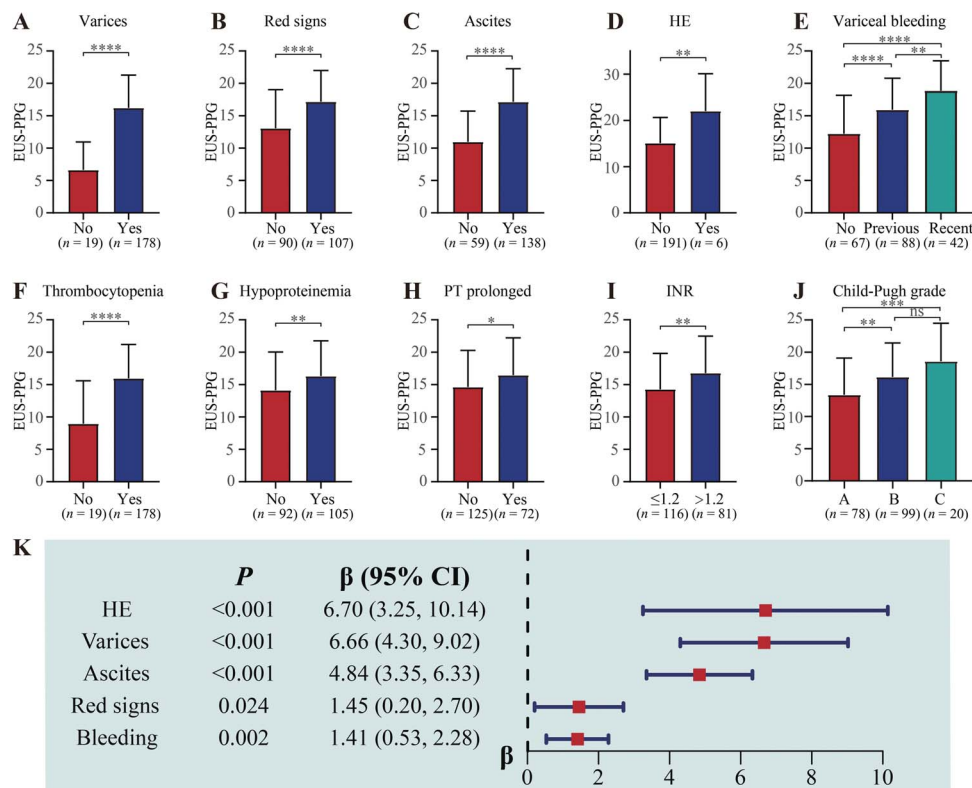 A Varices
****
25
20
15
10
5
0
EUS-PPG
No Yes
(n = 19) (n = 178)
B Red signs
****
25
20
15
10
5
0
EUS-PPG
No Yes
(n = 90) (n = 107)
C Ascites
****
25
20
15
10
5
0
EUS-PPG
No Yes
(n = 59) (n = 138)
D HE
**
30
20
10
0
EUS-PPG
No Yes
(n = 191) (n = 6)
E Variceal bleeding
****
**** **
25
20
15
10
5
0
EUS-PPG
No Previous Recent
(n = 67) (n = 88) (n = 42)
F Thrombocytopenia
****
25
20
15
10
5
0
EUS-PPG
No Yes
(n = 19) (n = 178)
G Hypoproteinemia
**
25
20
15
10
5
0
EUS-PPG
No Yes
(n = 92) (n = 105)
H PT prolonged
*
25
20
15
10
5
0
EUS-PPG
No Yes
(n = 125) (n = 72)
I INR
**
25
20
15
10
5
0
EUS-PPG
≤1.2 >1.2
(n = 116) (n = 81)
J Child-Pugh grade
***
** ns
25
20
15
10
5
0
EUS-PPG
A B C
(n = 78) (n = 99) (n = 20)
K
P β (95% CI)
HE <0.001 6.70 (3.25, 10.14)
Varices <0.001 6.66 (4.30, 9.02)
Ascites <0.001 4.84 (3.35, 6.33)
Red signs 0.024 1.45 (0.20, 2.70)
Bleeding 0.002 1.41 (0.53, 2.28)
β
0 2 4 6 8 10